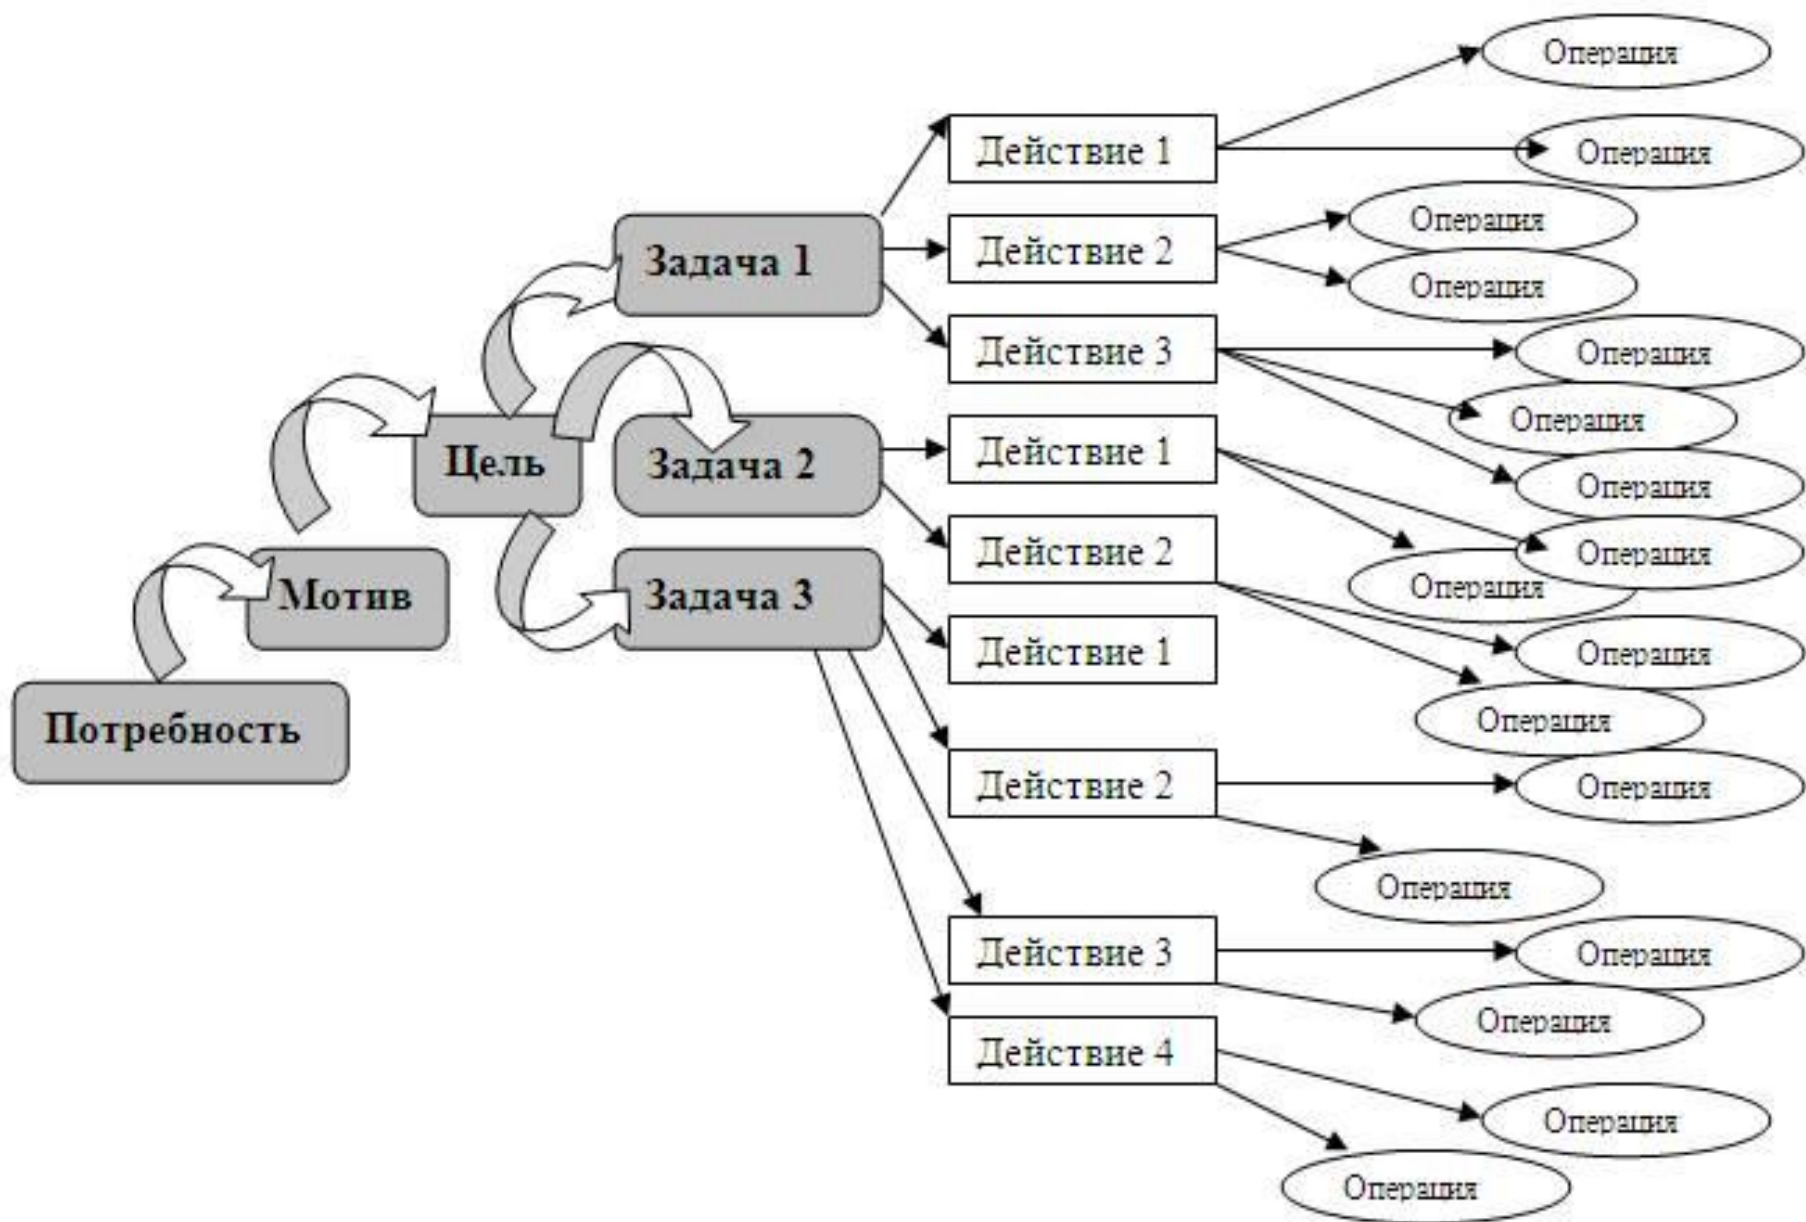 Операция
Действие 1
Операция
Действие 2
Операция
Задача 1
Операция
Действие 3
Операция
Операция
Цель
Задача 2
Действие 1
Операция
Действие 2
Операция
Мотив
Задача 3
Операция
Действие 1
Операция
Потребность
Операция
Действие 2
Операция
Операция
Действие 3
Операция
Операция
Действие 4
Операция
Операция